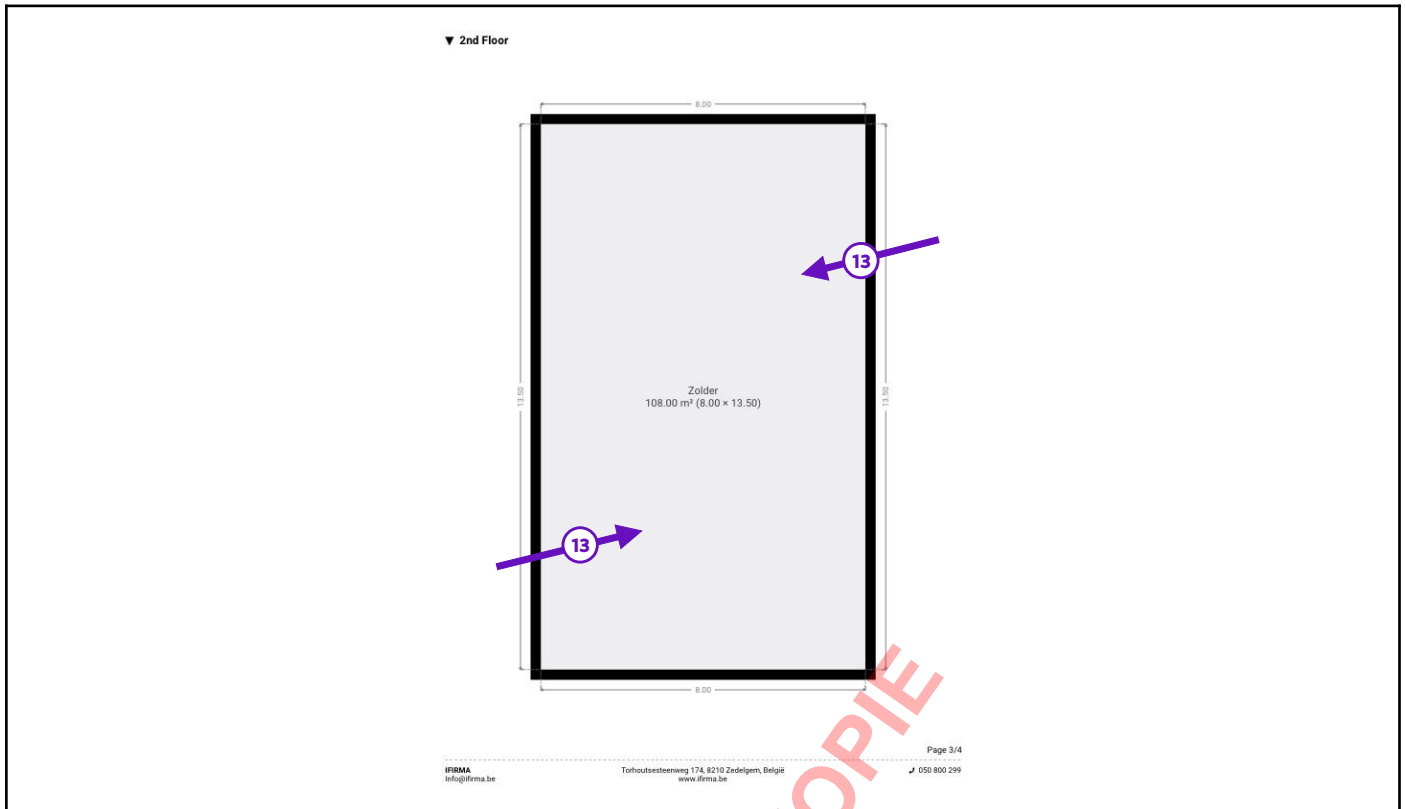 ▼ 2nd Floor
8.00
13
13.50
Zolder
108.00 m² (8.00 × 13.50)
13.50
13
8.00
Page 3/4
IFIRMA
Info@ifirma.be
Torhoutsesteenweg 174, 8210 Zedelgem, België
www.ifirma.be
050 800 299
OPIE